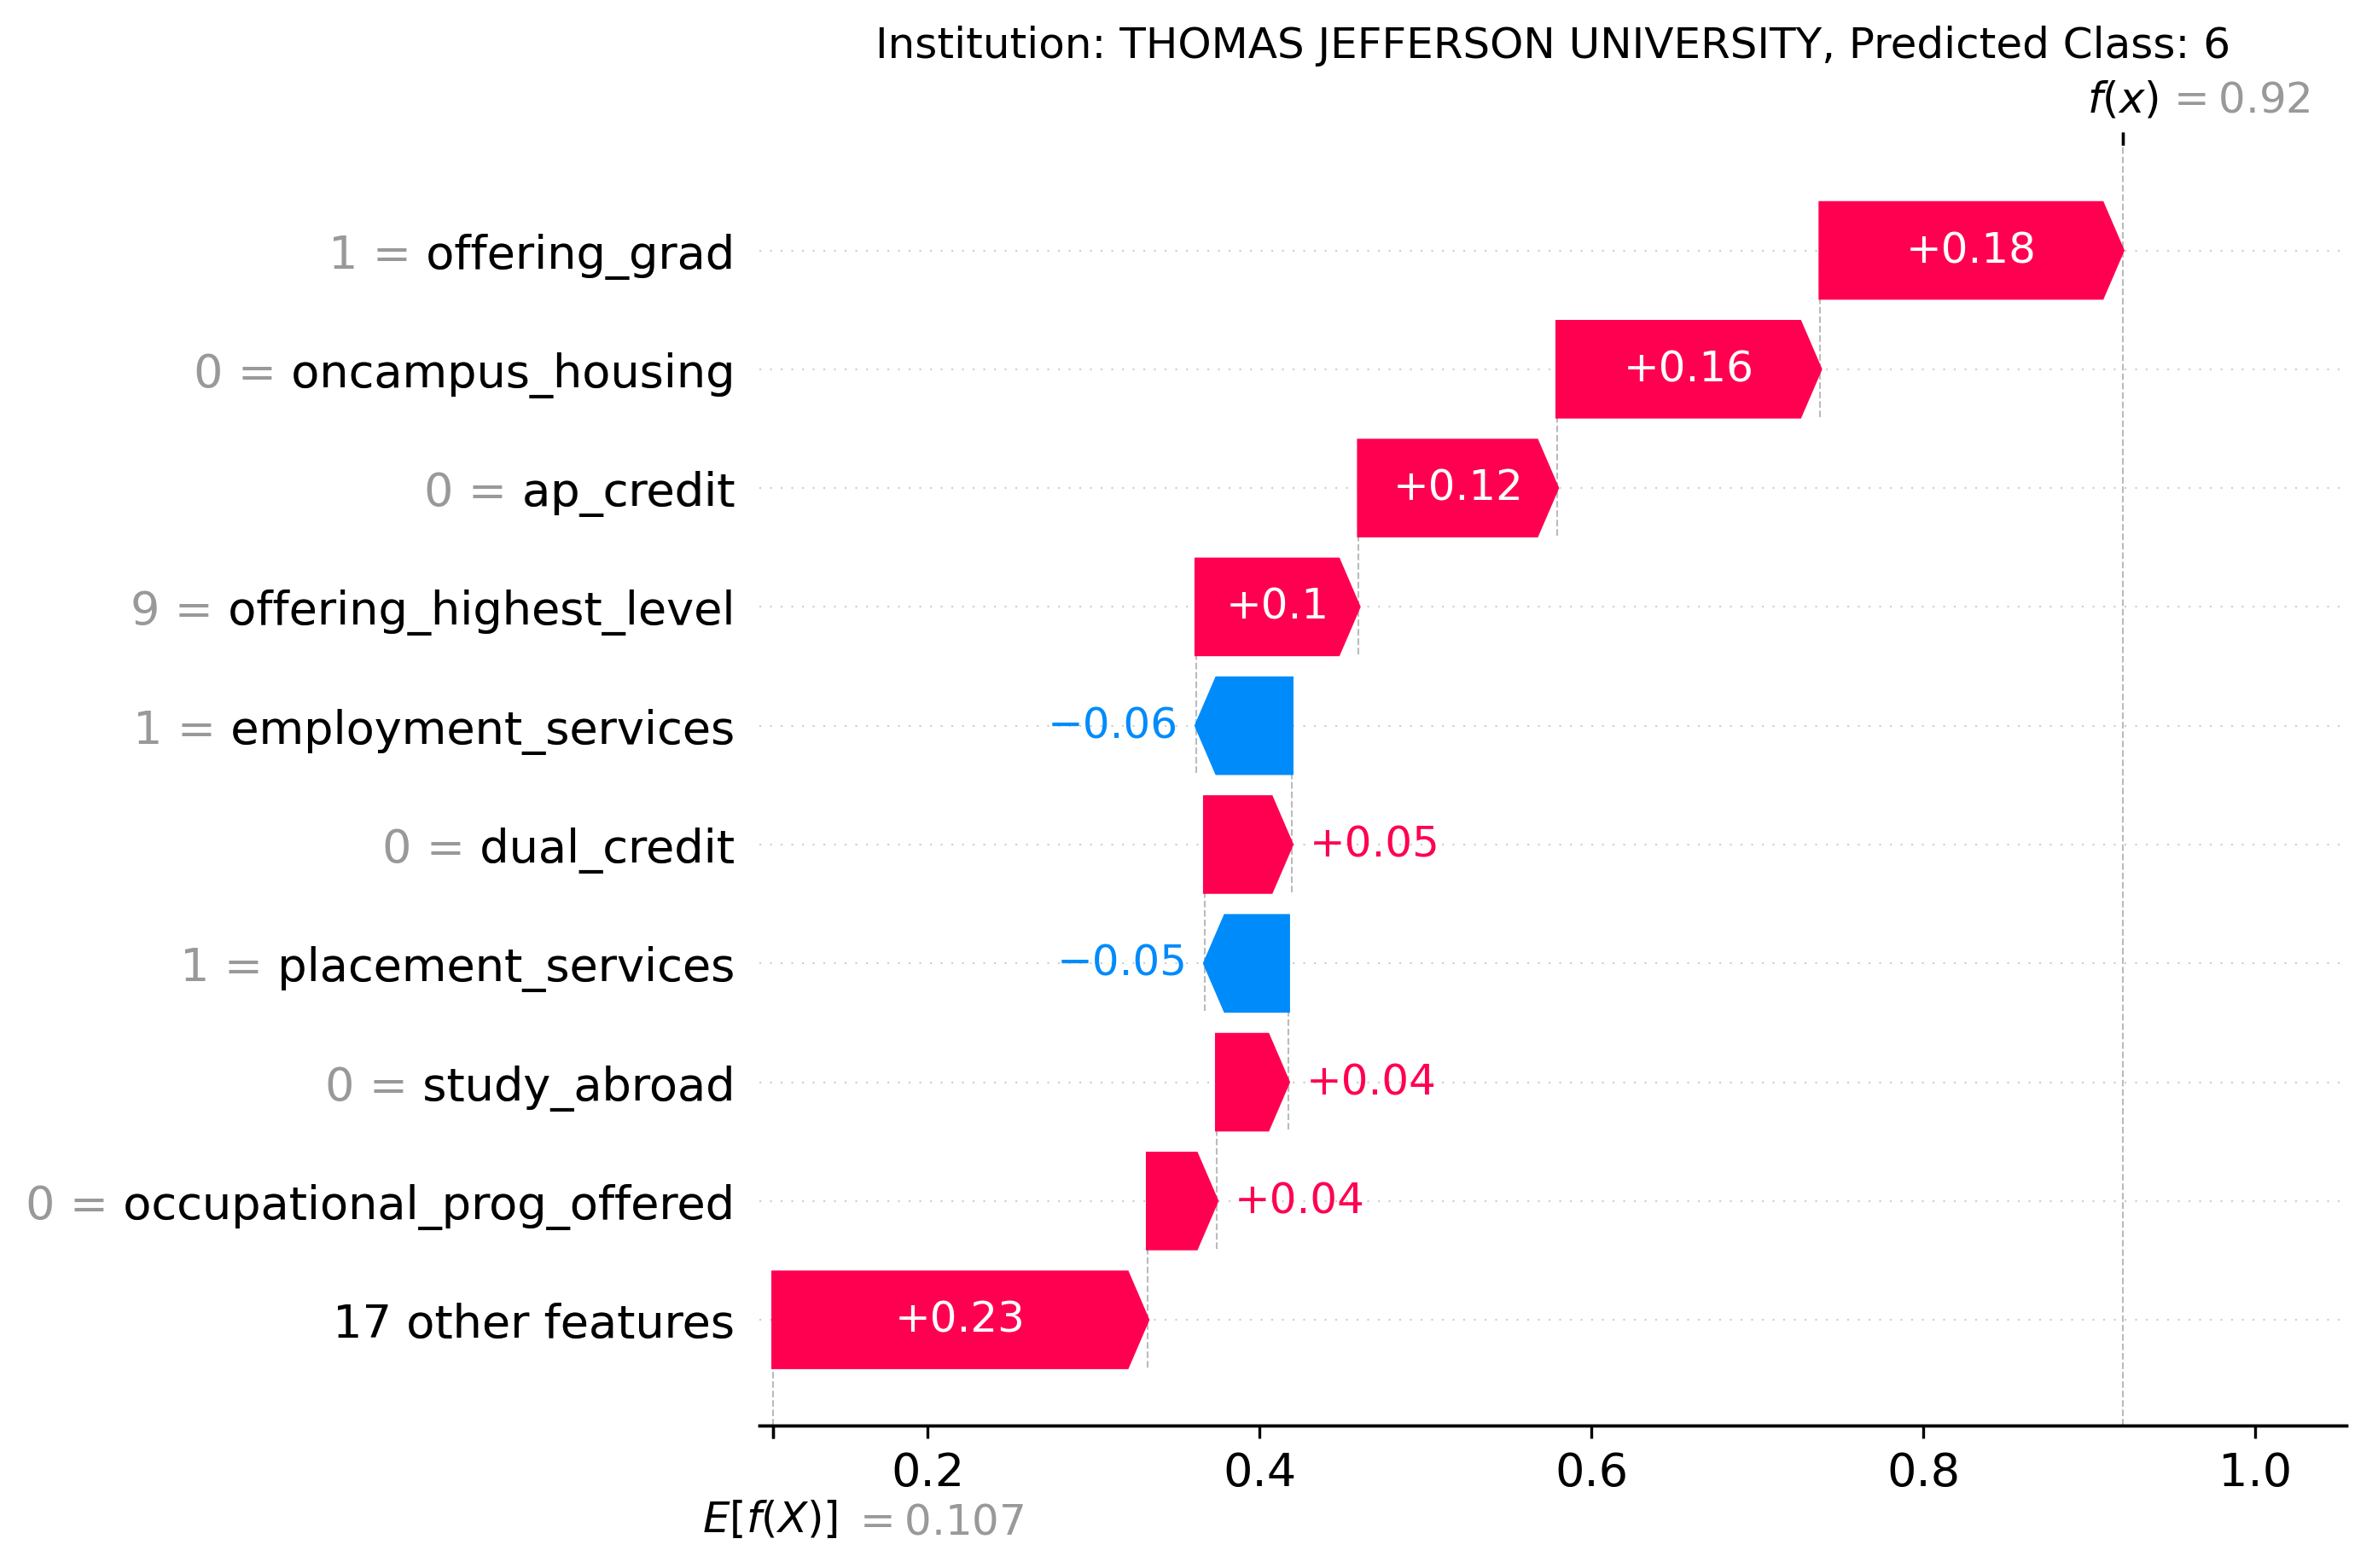 Institution: THOMAS JEFFERSON UNIVERSITY, Predicted Class: 6
f(x) = 0.92
1 = offering_grad +0.18
0 = oncampus_housing +0.16
0 = ap_credit +0.12
9 = offering_highest_level +0.1
1 = employment_services −0.06
0 = dual_credit +0.05
1 = placement_services −0.05
0 = study_abroad +0.04
0 = occupational_prog_offered +0.04
17 other features +0.23
0.2 0.4 0.6 0.8 1.0
E[f(X)] = 0.107